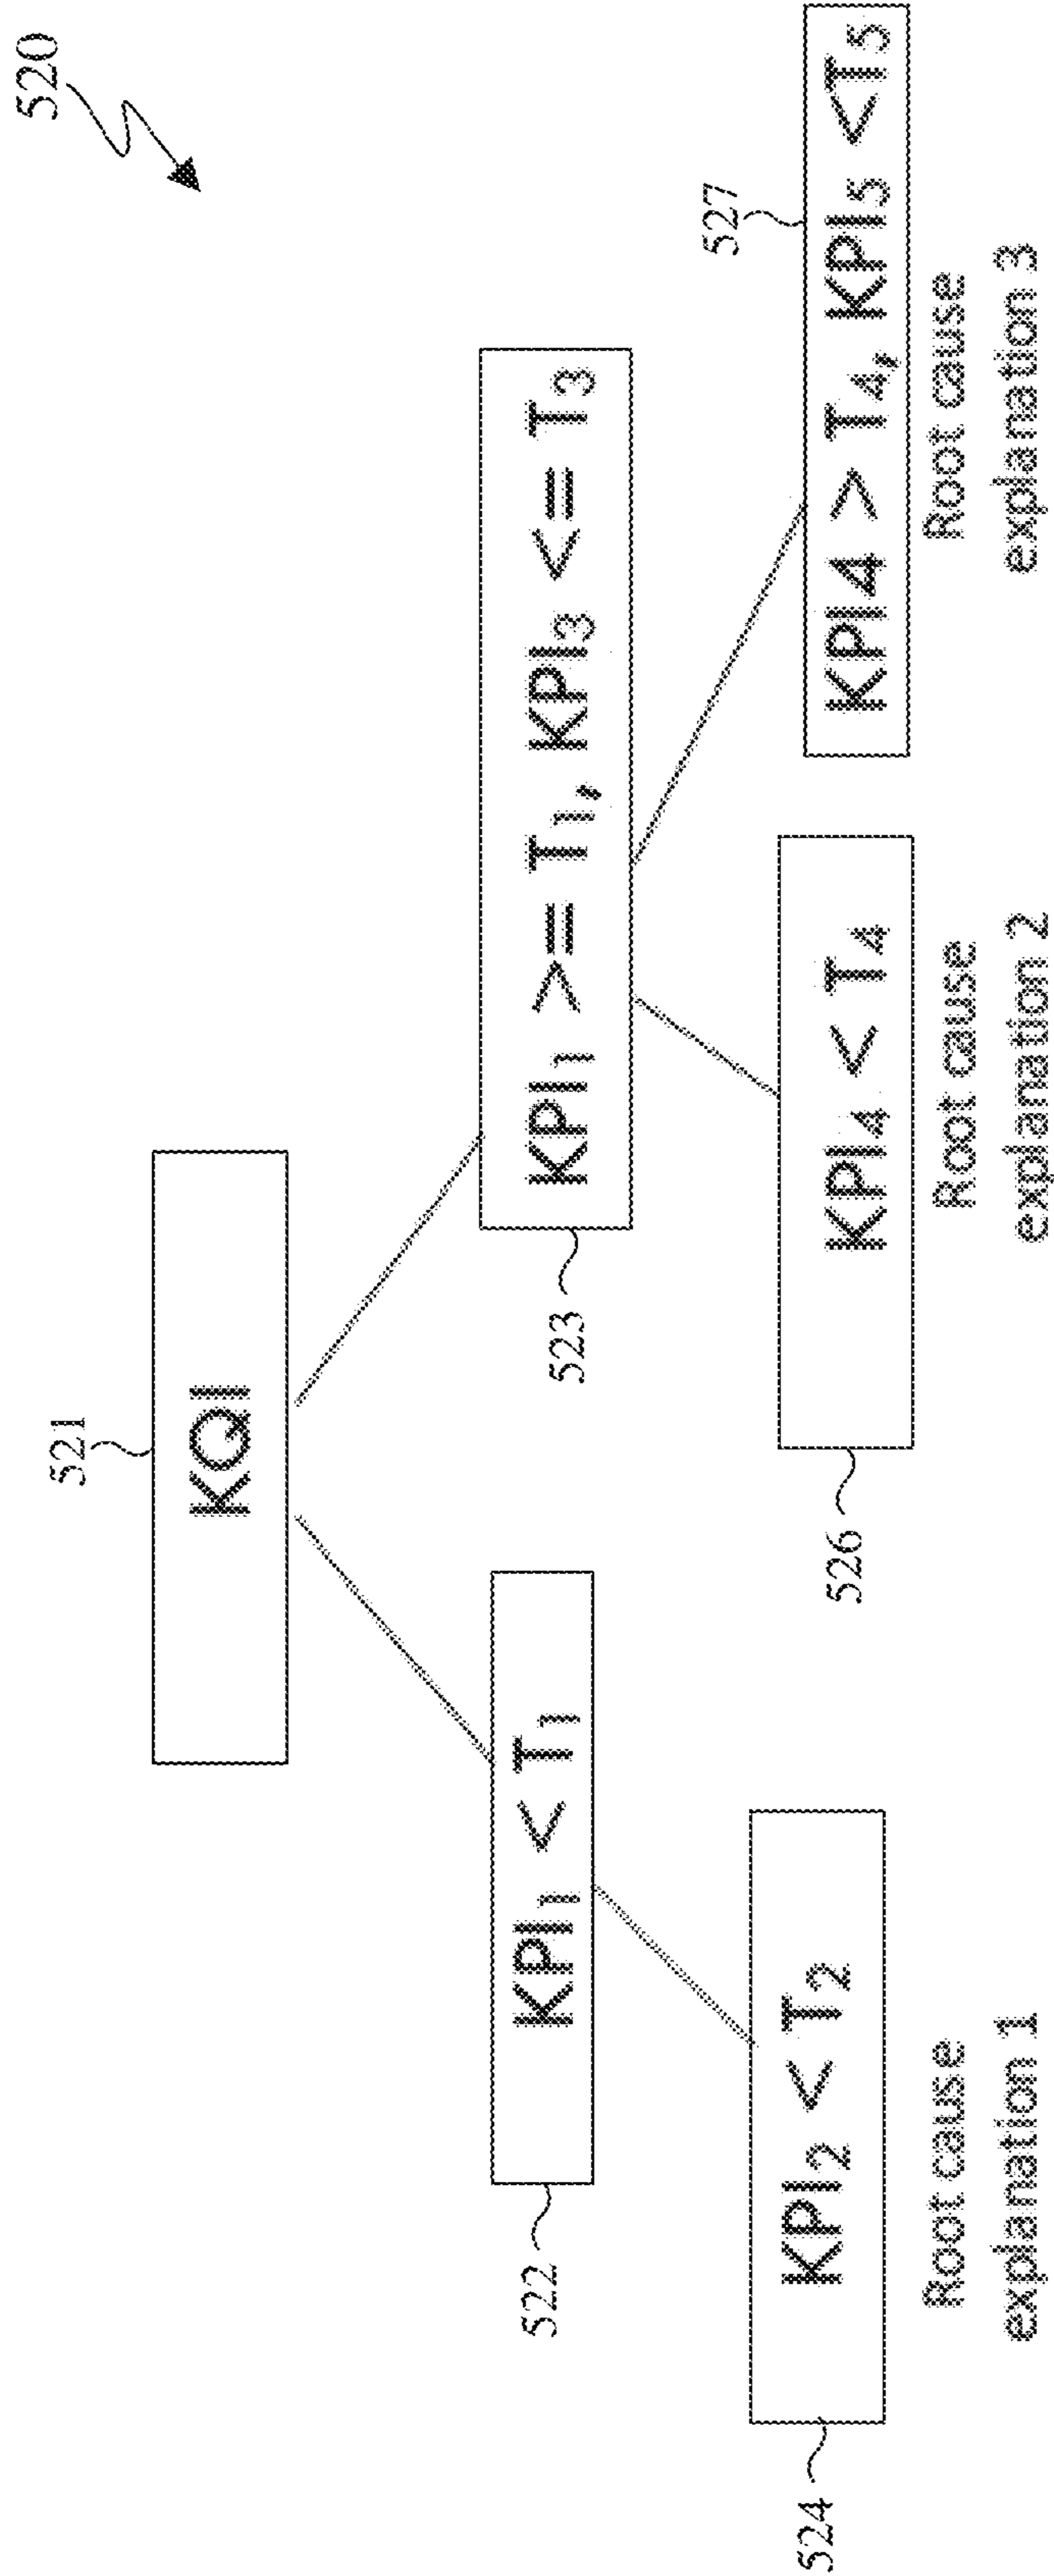 520
521
KQI
522
KPI₁ < T₁
523
KPI₁ >= T₁, KPI₃ <= T₃
524
KPI₂ < T₂
Root cause
explanation 1
526
KPI₄ < T₄
Root cause
explanation 2
527
KPI₄ > T₄, KPI₅ <T₅
Root cause
explanation 3